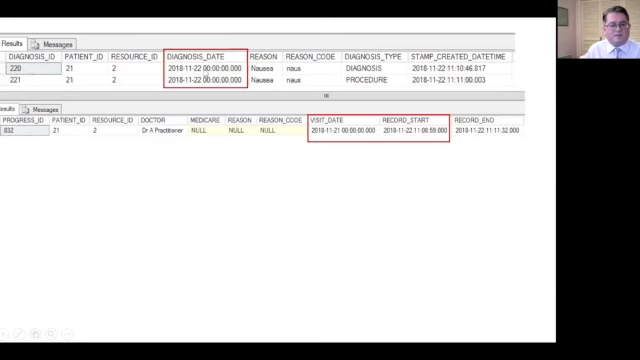 Results Messages
DIAGNOSIS_ID PATIENT_ID RESOURCE_ID DIAGNOSIS_DATE REASON REASON_CODE DIAGNOSIS_TYPE STAMP_CREATED_DATETIME
220 21 2 2018-11-22 00:00:00.000 Nausea naus DIAGNOSIS 2018-11-22 11:10:46.817
221 21 2 2018-11-22 00:00:00.000 Nausea naus PROCEDURE 2018-11-22 11:11:00.003
esults Messages
PROGRESS_ID PATIENT_ID RESOURCE_ID DOCTOR MEDICARE REASON REASON_CODE VISIT_DATE RECORD_START RECORD_END
832 21 2 Dr A Practitioner NULL NULL NULL 2018-11-21 00:00:00.000 2018-11-22 11:08:59.000 2018-11-22 11:11:32.000